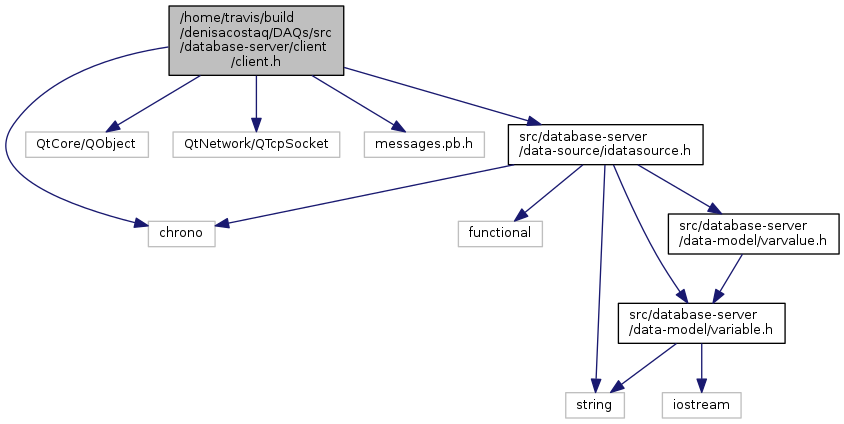 /home/travis/build
/denisacostaq/DAQs/src
/database-server/client
/client.h
QtCore/QObject
QtNetwork/QTcpSocket
messages.pb.h
src/database-server
/data-source/idatasource.h
chrono
functional
src/database-server
/data-model/varvalue.h
src/database-server
/data-model/variable.h
string
iostream